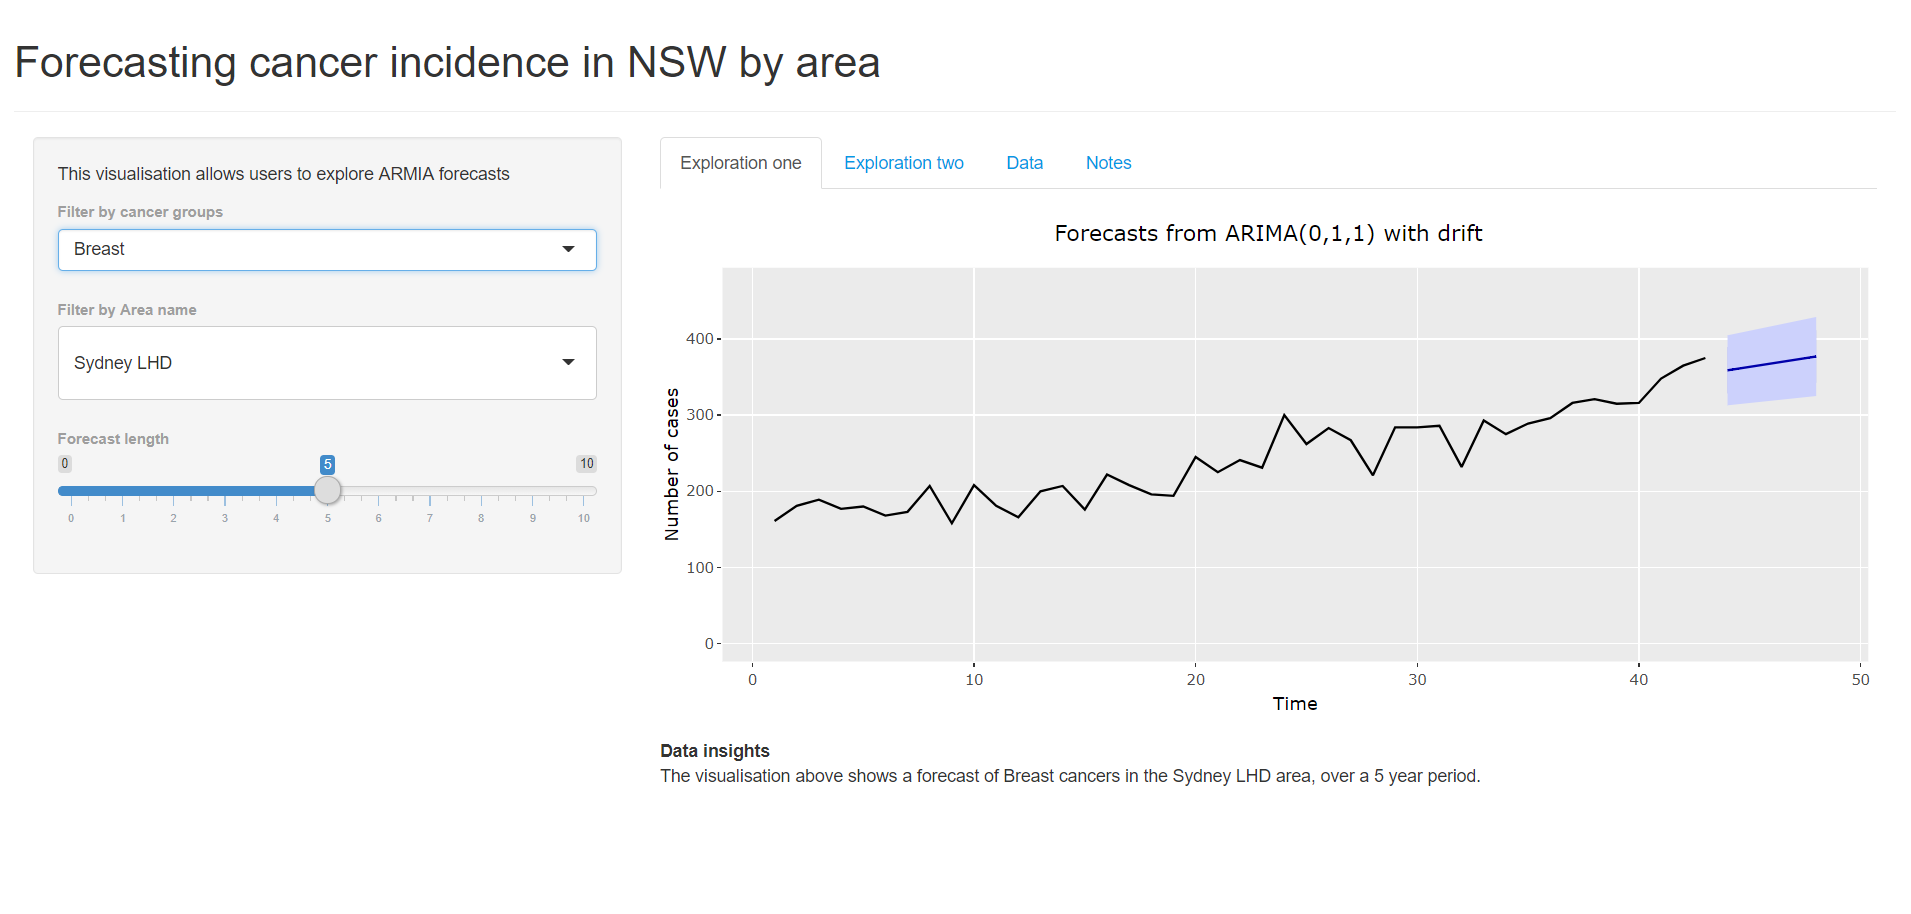 Forecasting cancer incidence in NSW by area
This visualisation allows users to explore ARMIA forecasts
Filter by cancer groups
Breast
Filter by Area name
Sydney LHD
Forecast length
0 5 10
0 1 2 3 4 5 6 7 8 9 10
Exploration one Exploration two Data Notes
Forecasts from ARIMA(0,1,1) with drift
Number of cases
400
300
200
100
0
0 10 20 30 40 50
Time
Data insights
The visualisation above shows a forecast of Breast cancers in the Sydney LHD area, over a 5 year period.